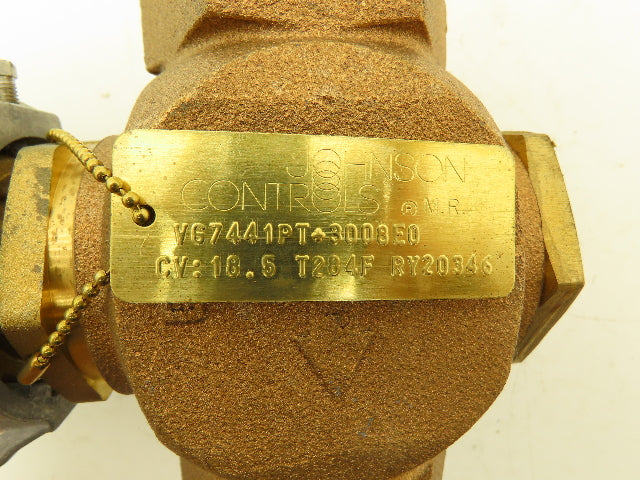 JOHNSON
CONTROLS ® M.R.
VG7441PT+3008E0
CV:18.5 T284F RY20346